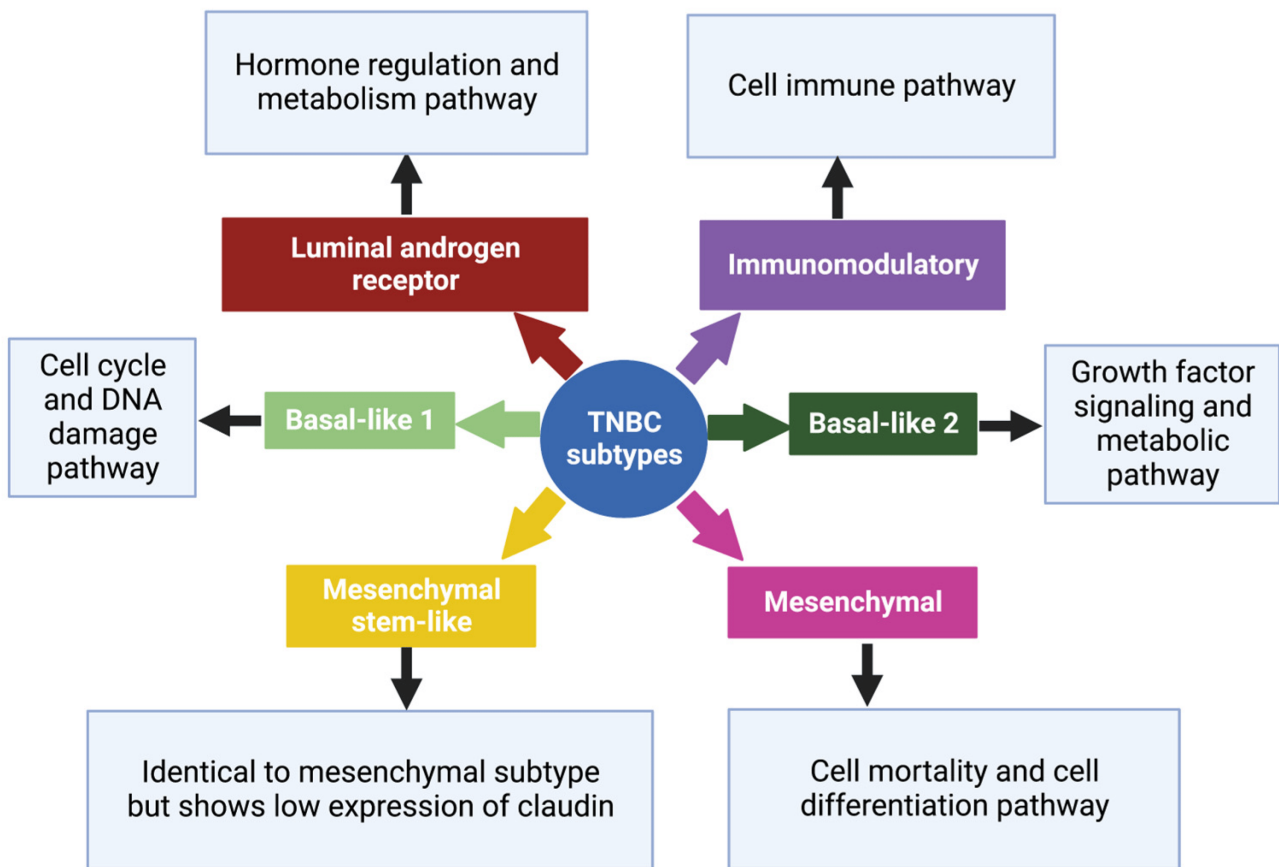 Hormone regulation and
metabolism pathway
Cell immune pathway
Luminal androgen
receptor
Immunomodulatory
Cell cycle
and DNA
damage
pathway
Basal-like 1
TNBC
subtypes
Basal-like 2
Growth factor
signaling and
metabolic
pathway
Mesenchymal
stem-like
Mesenchymal
Identical to mesenchymal subtype
but shows low expression of claudin
Cell mortality and cell
differentiation pathway